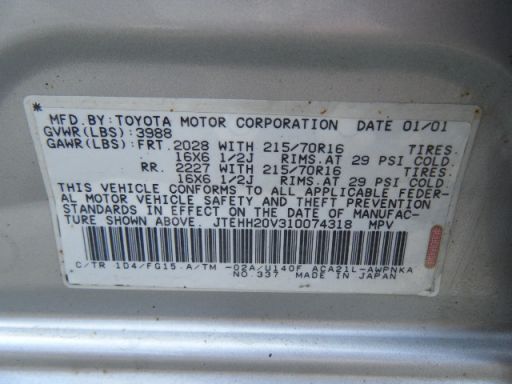 MFD.BY:TOYOTA MOTOR CORPORATION DATE 01/01
GVWR(LBS):3988
GAWR(LBS):FRT.2028 WITH 215/70R16 TIRES.
16X6 1/2J RIMS.AT 29 PSI COLD.
RR. 2227 WITH 215/70R16 TIRES.
16X6 1/2J RIMS.AT 29 PSI COLD.
THIS VEHICLE CONFORMS TO ALL APPLICABLE FEDER-
AL MOTOR VEHICLE SAFETY AND THEFT PREVENTION
STANDARDS IN EFFECT ON THE DATE OF MANUFAC-
TURE SHOWN ABOVE. JTEHH20V310074318 MPV
C/TR 1D4/FG15 A/TM -02A/U140F ACA21L-AWPNKA
NO 337 MADE IN JAPAN